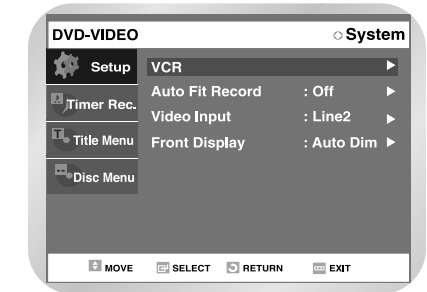 DVD-VIDEO System
Setup VCR
Auto Fit Record : Off
Timer Rec.
Video Input : Line2
Title Menu Front Display : Auto Dim
Disc Menu
MOVE SELECT RETURN EXIT